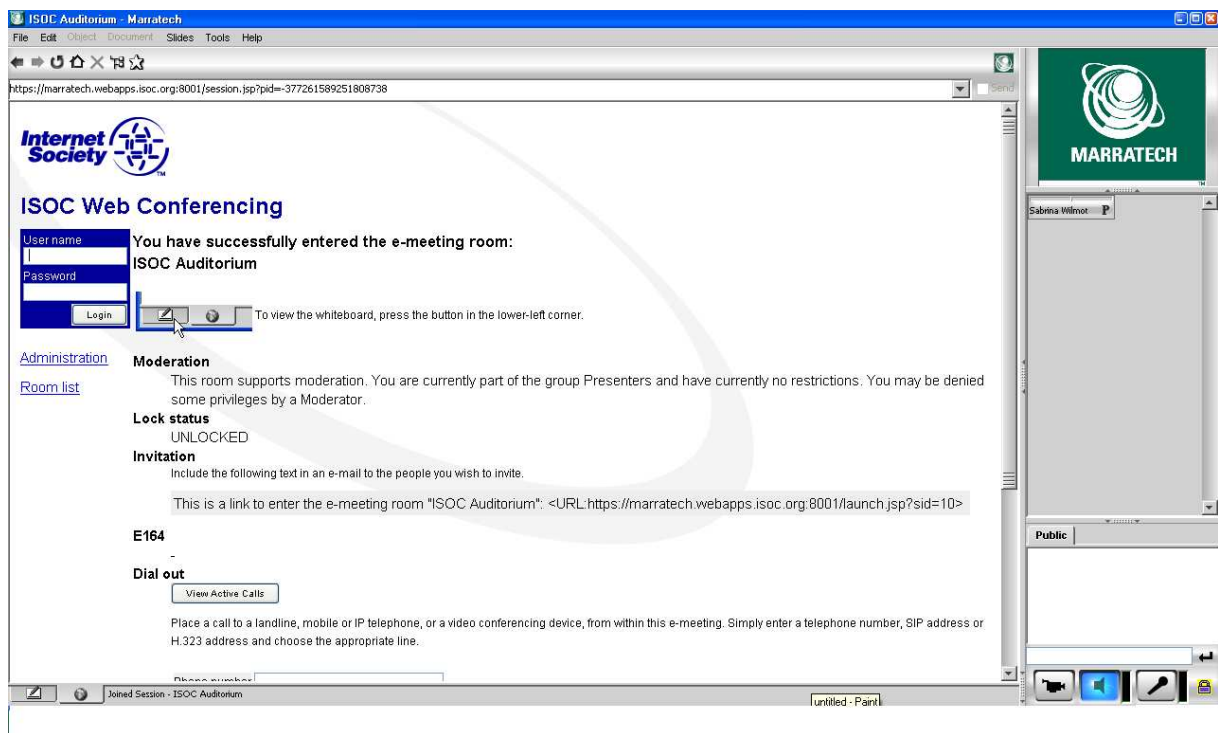 ISOC Auditorium - Marratech
File Edit Object Document Slides Tools Help
https://marratech.webapps.isoc.org:8001/session.jsp?pid=-377261589251808738
Send
Internet
Society
TM
ISOC Web Conferencing
User name
Password
Login
Administration
Room list
You have successfully entered the e-meeting room:
ISOC Auditorium
To view the whiteboard, press the button in the lower-left corner.
Moderation
This room supports moderation. You are currently part of the group Presenters and have currently no restrictions. You may be denied
some privileges by a Moderator.
Lock status
UNLOCKED
Invitation
Include the following text in an e-mail to the people you wish to invite.
This is a link to enter the e-meeting room "ISOC Auditorium": <URL:https://marratech.webapps.isoc.org:8001/launch.jsp?sid=10>
E164
-
Dial out
View Active Calls
Place a call to a landline, mobile or IP telephone, or a video conferencing device, from within this e-meeting. Simply enter a telephone number, SIP address or
H.323 address and choose the appropriate line.
Phone number
Joined Session - ISOC Auditorium
untitled - Paint
MARRATECH
TM
Sabrina Wilmot P
Public